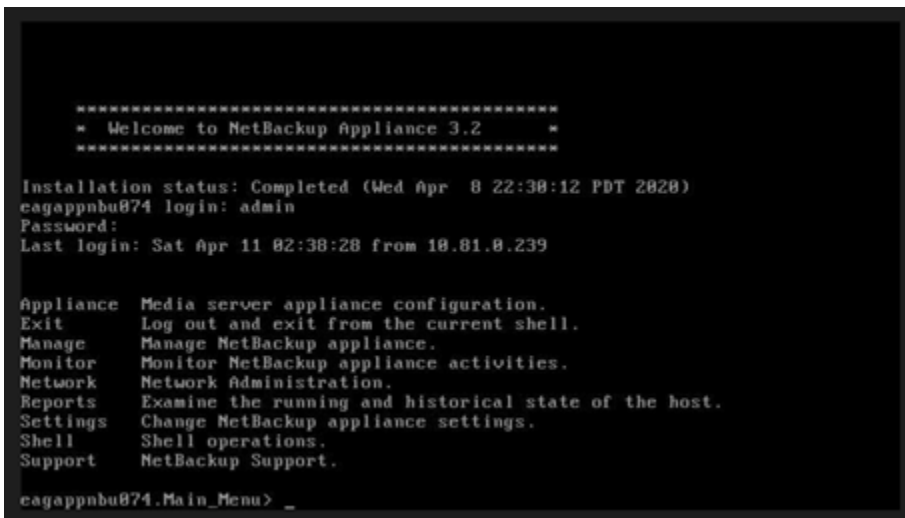 *******************************************
*  Welcome to NetBackup Appliance 3.2      *
*******************************************
Installation status: Completed (Wed Apr  8 22:30:12 PDT 2020)
eagappnbu074 login: admin
Password:
Last login: Sat Apr 11 02:38:28 from 10.81.0.239
Appliance  Media server appliance configuration.
Exit       Log out and exit from the current shell.
Manage     Manage NetBackup appliance.
Monitor    Monitor NetBackup appliance activities.
Network    Network Administration.
Reports    Examine the running and historical state of the host.
Settings   Change NetBackup appliance settings.
Shell      Shell operations.
Support    NetBackup Support.
eagappnbu074.Main_Menu> _